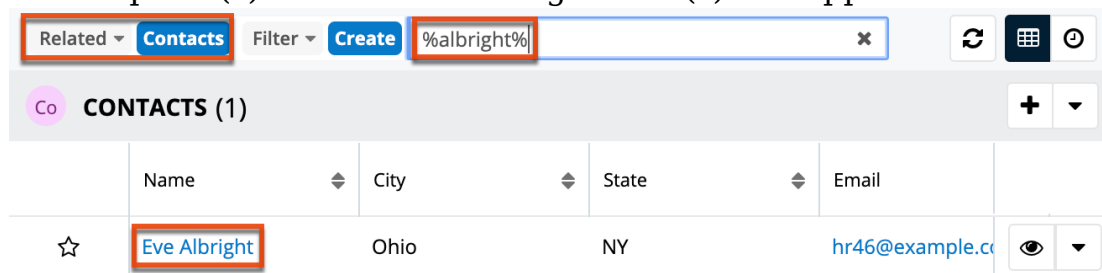 Related Contacts Filter Create %albright%
Co CONTACTS (1)
Name City State Email
Eve Albright Ohio NY hr46@example.co